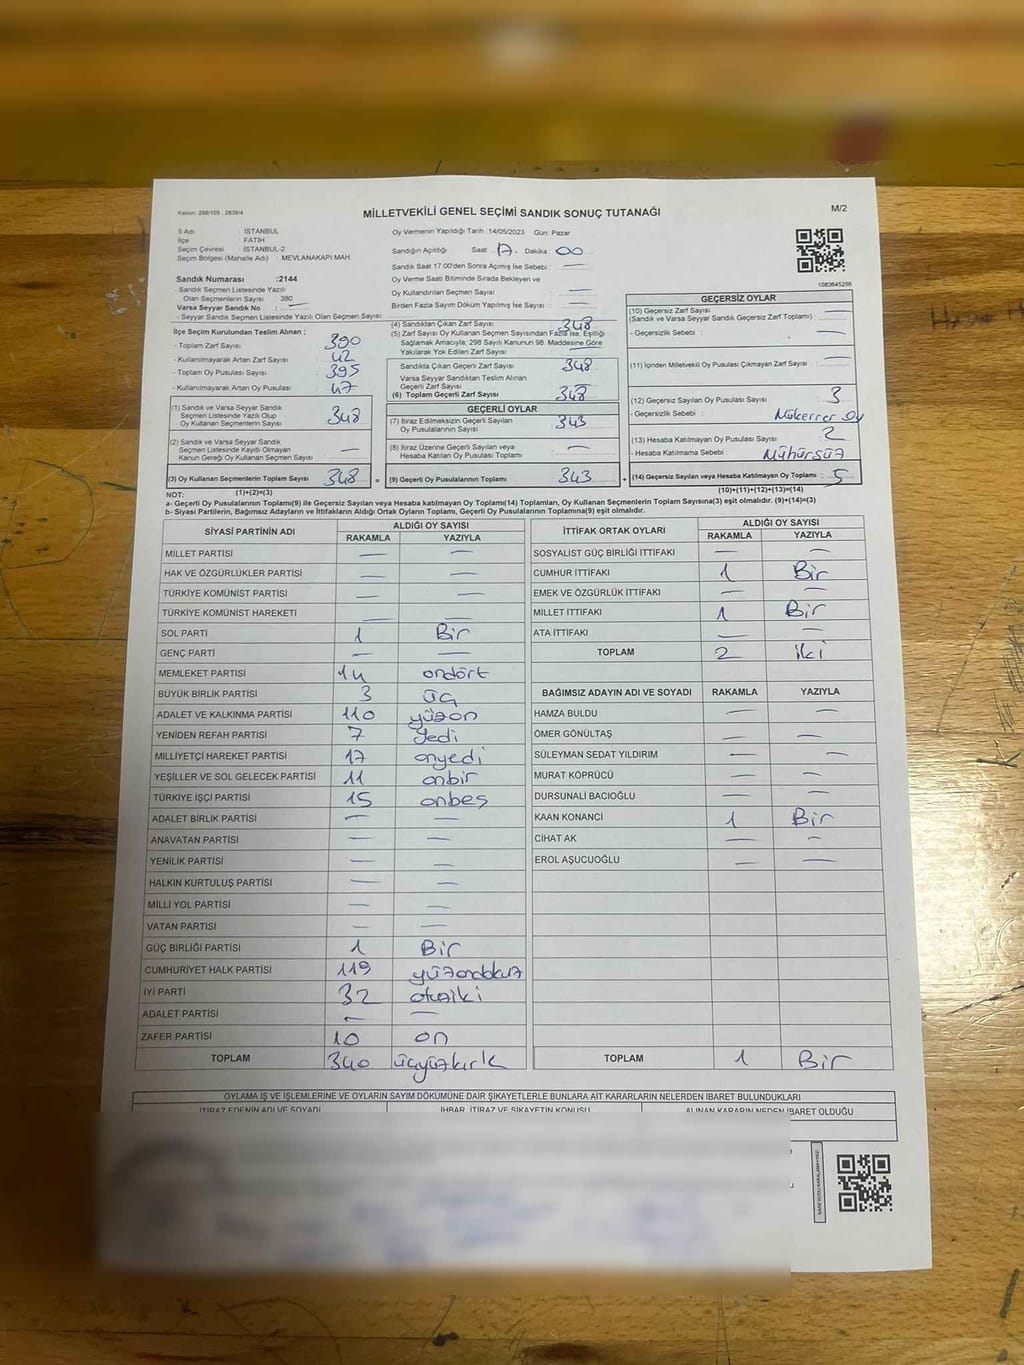 Kanun: 298/105 , 2839/4
MİLLETVEKİLİ GENEL SEÇİMİ SANDIK SONUÇ TUTANAĞI
M/2
İl Adı : İSTANBUL
İlçe : FATİH
Seçim Çevresi : İSTANBUL-2
Seçim Bölgesi (Mahalle Adı) : MEVLANAKAPI MAH.
Oy Vermenin Yapıldığı Tarih :14/05/2023 Gün: Pazar
Sandığın Açıldığı Saat 17. Dakika 00
Sandık Saat 17.00'den Sonra Açılmış İse Sebebi : —
Oy Verme Saati Bitiminde Sırada Bekleyen ve
Oy Kullandırılan Seçmen Sayısı : —
Birden Fazla Sayım Döküm Yapılmış İse Sayısı : —
1083645256
Sandık Numarası :2144
- Sandık Seçmen Listesinde Yazılı
Olan Seçmenlerin Sayısı 380
Varsa Seyyar Sandık No : —
- Seyyar Sandık Seçmen Listesinde Yazılı Olan Seçmen Sayısı
İlçe Seçim Kurulundan Teslim Alınan ;
- Toplam Zarf Sayısı : 390
- Kullanılmayarak Artan Zarf Sayısı : 42
- Toplam Oy Pusulası Sayısı : 395
- Kullanılmayarak Artan Oy Pusulası : 47
(1) Sandık ve Varsa Seyyar Sandık
Seçmen Listesinde Yazılı Olup
Oy Kullanan Seçmenlerin Sayısı : 348
(2) Sandık ve Varsa Seyyar Sandık
Seçmen Listesinde Kayıtlı Olmayan
Kanun Gereği Oy Kullanan Seçmen Sayısı : —
(3) Oy Kullanan Seçmenlerin Toplam Sayısı : 348 =
(1)+(2)=(3)
(4) Sandıktan Çıkan Zarf Sayısı : 348
(5) Zarf Sayısı Oy Kullanan Seçmen Sayısından Fazla İse, Eşitliği
Sağlamak Amacıyla, 298 Sayılı Kanunun 98. Maddesine Göre
Yakılarak Yok Edilen Zarf Sayısı : —
Sandıkta Çıkan Geçerli Zarf Sayısı : 348
Varsa Seyyar Sandıktan Teslim Alınan
Geçerli Zarf Sayısı : —
(6) Toplam Geçerli Zarf Sayısı : 348
GEÇERLİ OYLAR
(7) İtiraz Edilmeksizin Geçerli Sayılan
Oy Pusulalarının Sayısı : 343
(8) İtiraz Üzerine Geçerli Sayılan veya
Hesaba Katılan Oy Pusulası Toplamı : —
(9) Geçerli Oy Pusulalarının Toplamı : 343 +
GEÇERSİZ OYLAR
(10) Geçersiz Zarf Sayısı
(Sandık ve Varsa Seyyar Sandık Geçersiz Zarf Toplamı) : —
- Geçersizlik Sebebi : —
(11) İçinden Milletvekili Oy Pusulası Çıkmayan Zarf Sayısı : —
(12) Geçersiz Oy Pusulası Sayısı : 3
- Geçersizlik Sebebi : Mükerrer Oy
(13) Hesaba Katılmayan Oy Pusulası Sayısı : 2
- Hesaba Katılmama Sebebi : Mühürsüz
(14) Geçersiz Sayılan veya Hesaba Katılmayan Oy Toplamı : 5
(10)+(11)+(12)+(13)=(14)
NOT:
a- Geçerli Oy Pusulalarının Toplamı(9) ile Geçersiz Sayılan veya Hesaba katılmayan Oy Toplamı(14) Toplamları, Oy Kullanan Seçmenlerin Toplam Sayısına(3) eşit olmalıdır. (9)+(14)=(3)
b- Siyasi Partilerin, Bağımsız Adayların ve İttifakların Aldığı Ortak Oyların Toplamı, Geçerli Oy Pusulalarının Toplamına(9) eşit olmalıdır.
SİYASİ PARTİNİN ADI ALDIĞI OY SAYISI
RAKAMLA YAZIYLA
MİLLET PARTİSİ — —
HAK VE ÖZGÜRLÜKLER PARTİSİ — —
TÜRKİYE KOMÜNİST PARTİSİ — —
TÜRKİYE KOMÜNİST HAREKETİ
SOL PARTİ 1 Bir
GENÇ PARTİ — —
MEMLEKET PARTİSİ 14 ondört
BÜYÜK BİRLİK PARTİSİ 3 üç
ADALET VE KALKINMA PARTİSİ 110 yüzon
YENİDEN REFAH PARTİSİ 7 yedi
MİLLİYETÇİ HAREKET PARTİSİ 17 onyedi
YEŞİLLER VE SOL GELECEK PARTİSİ 11 onbir
TÜRKİYE İŞÇİ PARTİSİ 15 onbeş
ADALET BİRLİK PARTİSİ — —
ANAVATAN PARTİSİ — —
YENİLİK PARTİSİ — —
HALKIN KURTULUŞ PARTİSİ — —
MİLLİ YOL PARTİSİ — —
VATAN PARTİSİ — —
GÜÇ BİRLİĞİ PARTİSİ 1 Bir
CUMHURİYET HALK PARTİSİ 119 yüzondokuz
İYİ PARTİ 32 otuziki
ADALET PARTİSİ — —
ZAFER PARTİSİ 10 on
TOPLAM 340 üçyüzkırk
İTTİFAK ORTAK OYLARI ALDIĞI OY SAYISI
RAKAMLA YAZIYLA
SOSYALİST GÜÇ BİRLİĞİ İTTİFAKI — —
CUMHUR İTTİFAKI 1 Bir
EMEK VE ÖZGÜRLÜK İTTİFAKI — —
MİLLET İTTİFAKI 1 Bir
ATA İTTİFAKI — —
TOPLAM 2 iki
BAĞIMSIZ ADAYIN ADI VE SOYADI RAKAMLA YAZIYLA
HAMZA BULDU — —
ÖMER GÖNÜLTAŞ — —
SÜLEYMAN SEDAT YILDIRIM — —
MURAT KÖPRÜCÜ — —
DURSUNALİ BACIOĞLU — —
KAAN KONANCİ 1 Bir
CİHAT AK — —
EROL AŞUCUOĞLU — —
TOPLAM 1 Bir
OYLAMA İŞ VE İŞLEMLERİNE VE OYLARIN SAYIM DÖKÜMÜNE DAİR ŞİKAYETLERLE BUNLARA AİT KARARLARIN NELERDEN İBARET BULUNDUKLARI
İTİRAZ EDENİN ADI VE SOYADI İHBAR, İTİRAZ VE ŞİKAYETİN KONUSU ALINAN KARARIN NEDEN İBARET OLDUĞU
KARE KODU KARALAMAYINIZ!